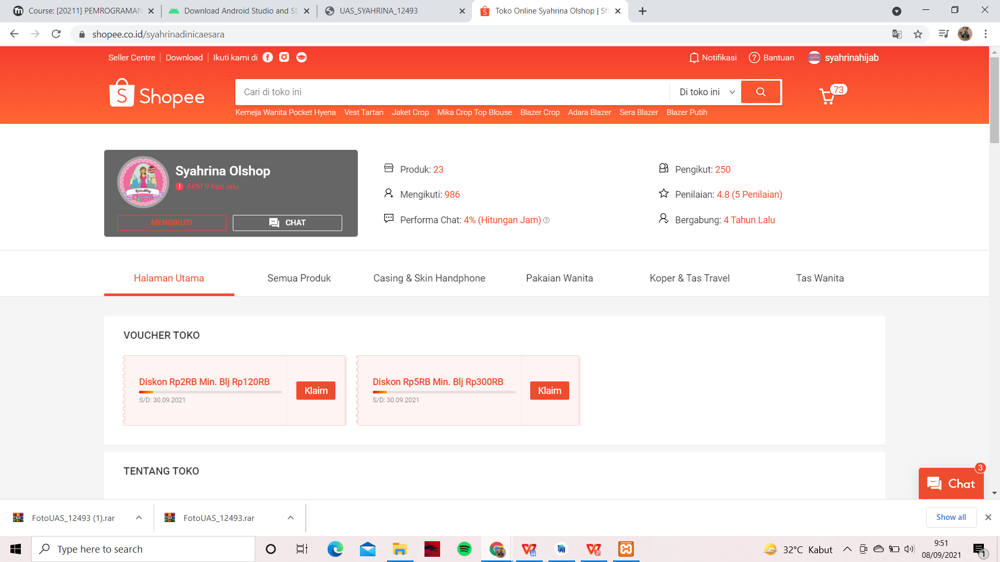 Course: [20211] PEMROGRAMAN
Download Android Studio and SD
UAS_SYAHRINA_12493
Toko Online Syahrina Olshop | Sh
shopee.co.id/syahrinadinicaesara
Seller Centre
Download
Ikuti kami di
Notifikasi
Bantuan
syahrinahijab
Shopee
Cari di toko ini
Di toko ini
73
Kemeja Wanita Pocket Hyena
Vest Tartan
Jaket Crop
Mika Crop Top Blouse
Blazer Crop
Adara Blazer
Sera Blazer
Blazer Putih
Syahrina Olshop
Aktif 9 hari lalu
MENGIKUTI
CHAT
Produk: 23
Pengikut: 250
Mengikuti: 986
Penilaian: 4.8 (5 Penilaian)
Performa Chat: 4% (Hitungan Jam)
Bergabung: 4 Tahun Lalu
Halaman Utama
Semua Produk
Casing & Skin Handphone
Pakaian Wanita
Koper & Tas Travel
Tas Wanita
VOUCHER TOKO
Diskon Rp2RB Min. Blj Rp120RB
S/D: 30.09.2021
Klaim
Diskon Rp5RB Min. Blj Rp300RB
S/D: 30.09.2021
Klaim
TENTANG TOKO
3
Chat
FotoUAS_12493 (1).rar
FotoUAS_12493.rar
Show all
Type here to search
32°C Kabut
9:51
08/09/2021
1